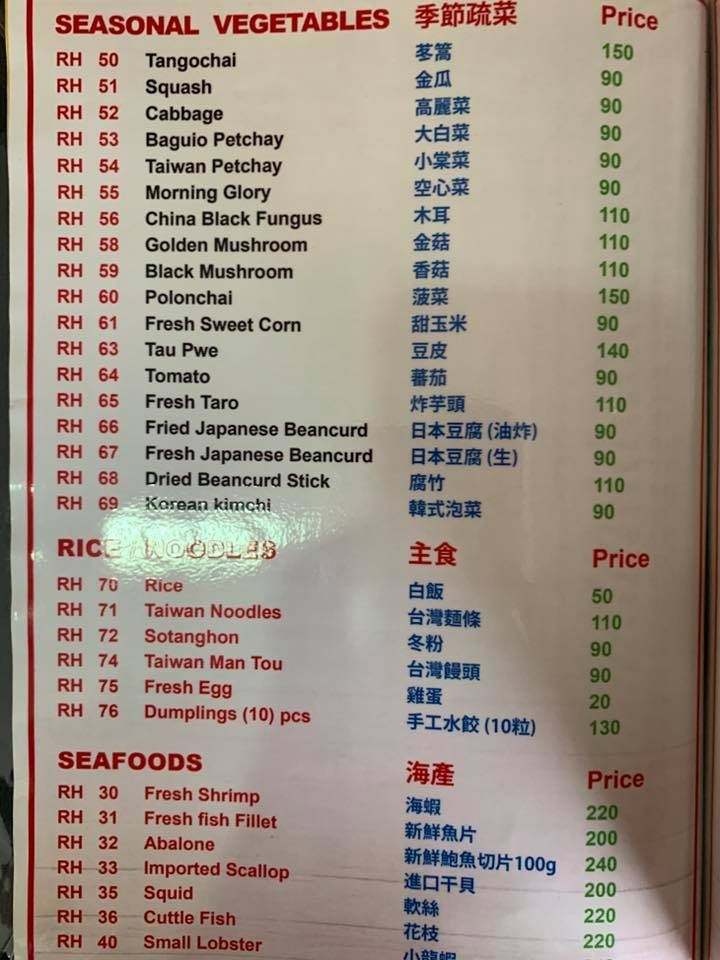 SEASONAL VEGETABLES 季節疏菜 Price
RH 50 Tangochai 茤篙 150
RH 51 Squash 金瓜 90
RH 52 Cabbage 高麗菜 90
RH 53 Baguio Petchay 大白菜 90
RH 54 Taiwan Petchay 小棠菜 90
RH 55 Morning Glory 空心菜 90
RH 56 China Black Fungus 木耳 110
RH 58 Golden Mushroom 金菇 110
RH 59 Black Mushroom 香菇 110
RH 60 Polonchai 菠菜 150
RH 61 Fresh Sweet Corn 甜玉米 90
RH 63 Tau Pwe 豆皮 140
RH 64 Tomato 蕃茄 90
RH 65 Fresh Taro 炸芋頭 110
RH 66 Fried Japanese Beancurd 日本豆腐 (油炸) 90
RH 67 Fresh Japanese Beancurd 日本豆腐 (生) 90
RH 68 Dried Beancurd Stick 腐竹 110
RH 69 Korean kimchi 韓式泡菜 90
RICE / NOODLES 主食 Price
RH 70 Rice 白飯 50
RH 71 Taiwan Noodles 台灣麵條 110
RH 72 Sotanghon 冬粉 90
RH 74 Taiwan Man Tou 台灣饅頭 90
RH 75 Fresh Egg 雞蛋 20
RH 76 Dumplings (10) pcs 手工水餃 (10粒) 130
SEAFOODS 海產 Price
RH 30 Fresh Shrimp 海蝦 220
RH 31 Fresh fish Fillet 新鮮魚片 200
RH 32 Abalone 新鮮鮑魚切片100g 240
RH 33 Imported Scallop 進口干貝 200
RH 35 Squid 軟絲 220
RH 36 Cuttle Fish 花枝 220
RH 40 Small Lobster 小龍蝦